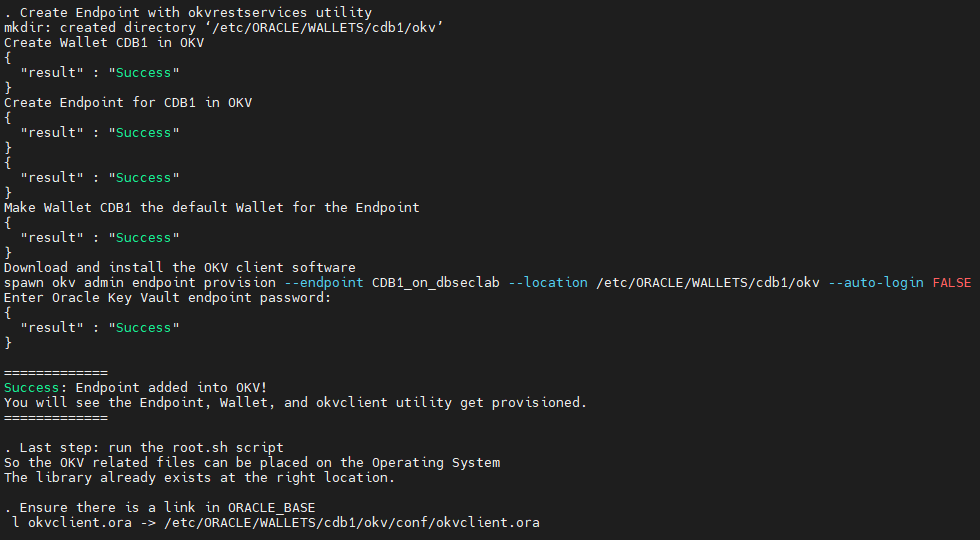 . Create Endpoint with okvrestservices utility
mkdir: created directory ‘/etc/ORACLE/WALLETS/cdb1/okv’
Create Wallet CDB1 in OKV
{
  "result" : "Success"
}
Create Endpoint for CDB1 in OKV
{
  "result" : "Success"
}
{
  "result" : "Success"
}
Make Wallet CDB1 the default Wallet for the Endpoint
{
  "result" : "Success"
}
Download and install the OKV client software
spawn okv admin endpoint provision --endpoint CDB1_on_dbseclab --location /etc/ORACLE/WALLETS/cdb1/okv --auto-login FALSE
Enter Oracle Key Vault endpoint password:
{
  "result" : "Success"
}

=============
Success: Endpoint added into OKV!
You will see the Endpoint, Wallet, and okvclient utility get provisioned.
=============

. Last step: run the root.sh script
So the OKV related files can be placed on the Operating System
The library already exists at the right location.

. Ensure there is a link in ORACLE_BASE
 l okvclient.ora -> /etc/ORACLE/WALLETS/cdb1/okv/conf/okvclient.ora